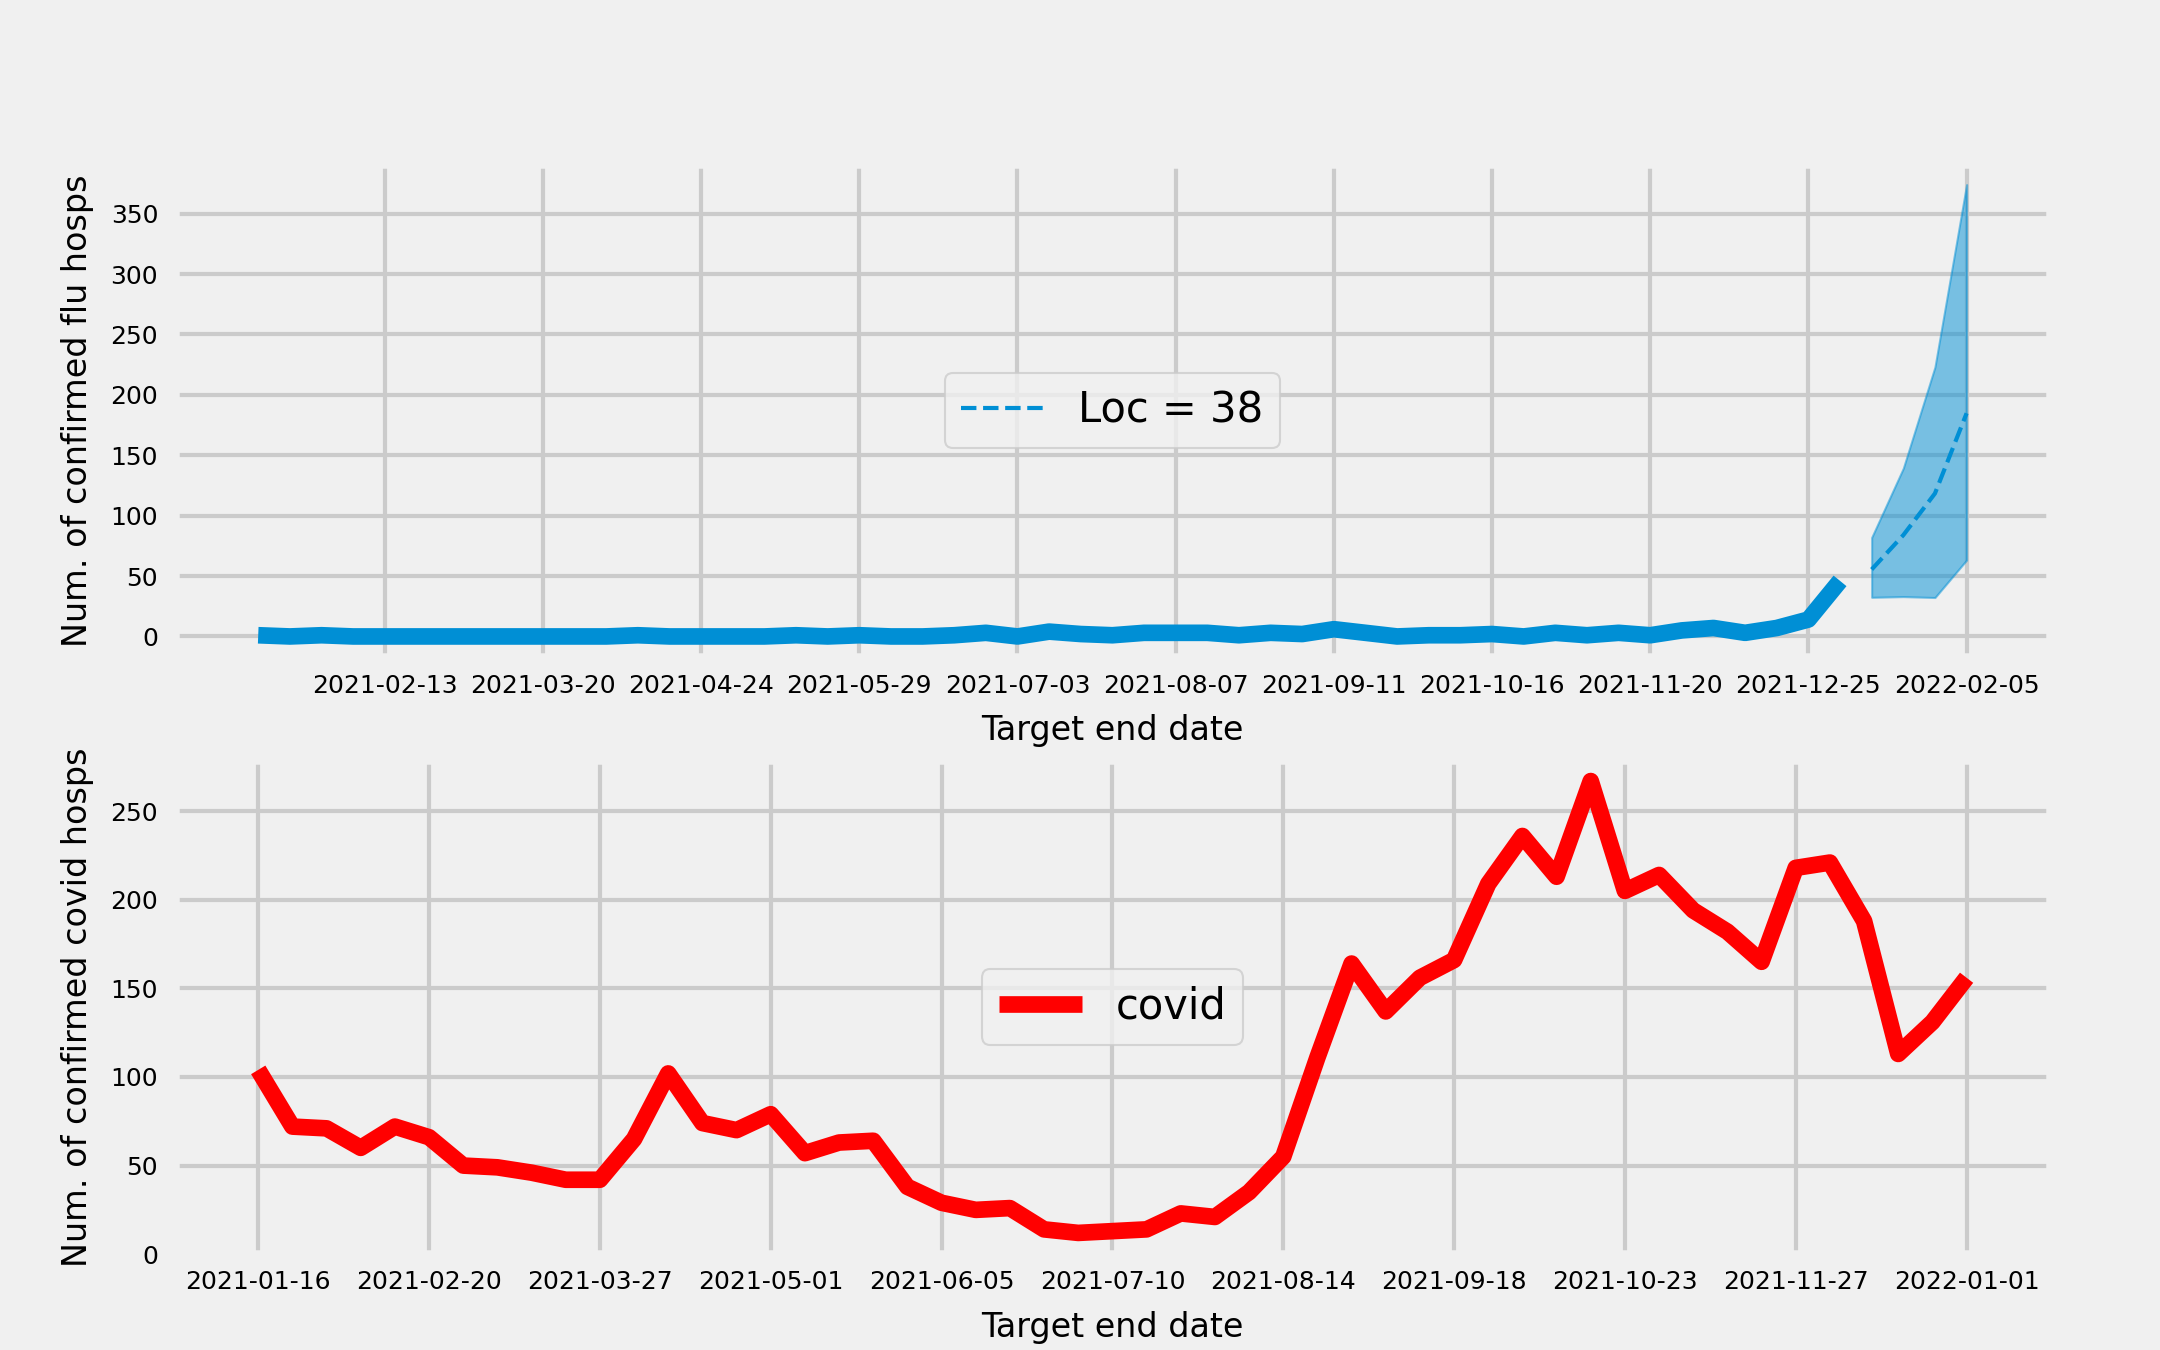 Num. of confirmed flu hosps
350
300
250
200
150
100
50
0
Loc = 38
2021-02-13 2021-03-20 2021-04-24 2021-05-29 2021-07-03 2021-08-07 2021-09-11 2021-10-16 2021-11-20 2021-12-25 2022-02-05
Target end date
Num. of confirmed covid hosps
250
200
150
100
50
0
covid
2021-01-16 2021-02-20 2021-03-27 2021-05-01 2021-06-05 2021-07-10 2021-08-14 2021-09-18 2021-10-23 2021-11-27 2022-01-01
Target end date